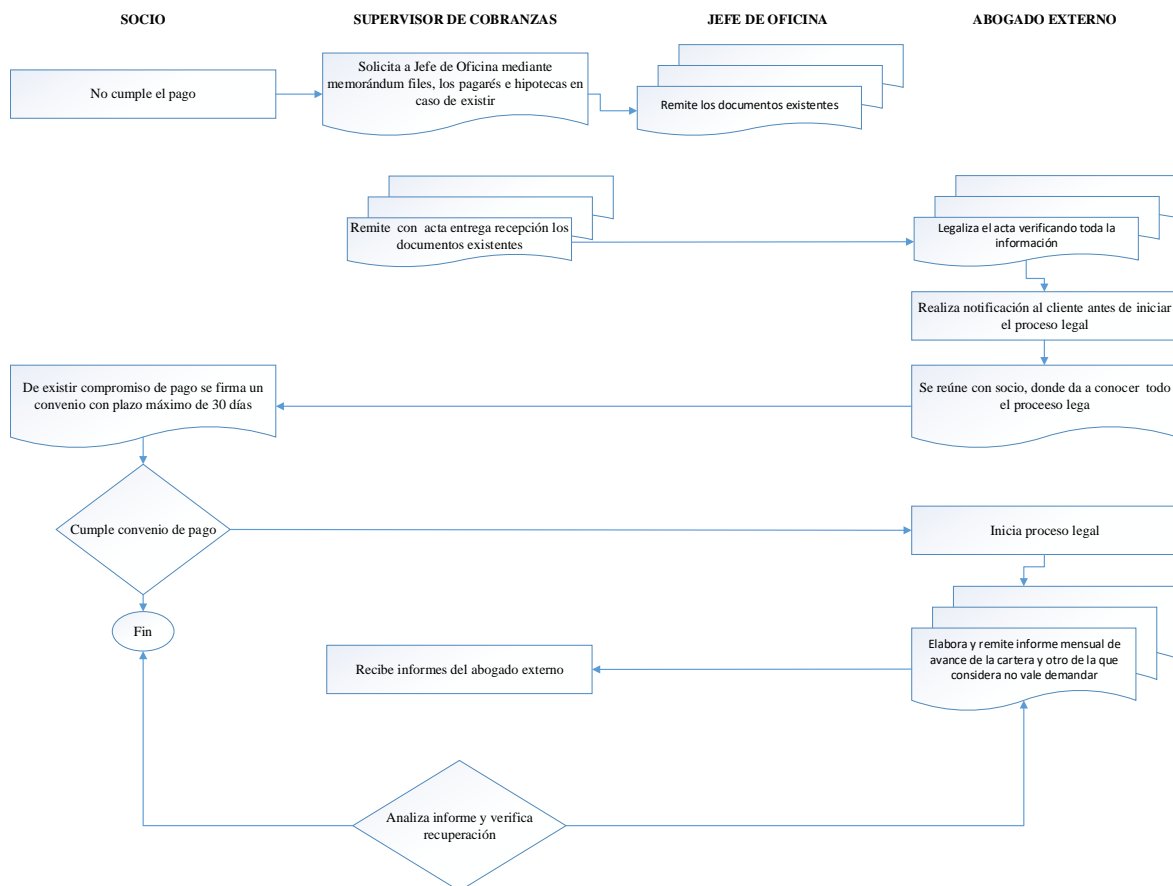 SOCIO
SUPERVISOR DE COBRANZAS
JEFE DE OFICINA
ABOGADO EXTERNO
No cumple el pago
Solicita a Jefe de Oficina mediante
memorándum files, los pagarés e hipotecas en
caso de existir
Remite los documentos existentes
Remite con acta entrega recepción los
documentos existentes
Legaliza el acta verificando toda la
información
Realiza notificación al cliente antes de iniciar
el proceso legal
De existir compromiso de pago se firma un
convenio con plazo máximo de 30 días
Se reúne con socio, donde da a conocer todo
el proceeso lega
Cumple convenio de pago
Inicia proceso legal
Fin
Recibe informes del abogado externo
Elabora y remite informe mensual de
avance de la cartera y otro de la que
considera no vale demandar
Analiza informe y verifica
recuperación